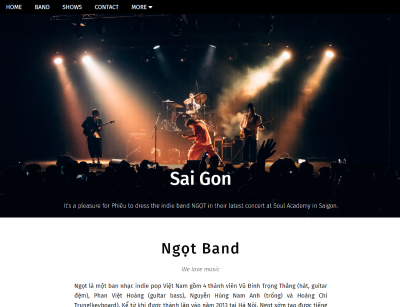 HOME BAND SHOWS CONTACT MORE
Sai Gon
It's a pleasure for Phiêu to dress the indie band NGỌT in their latest concert at Soul Academy in Saigon.
Ngọt Band
We love music
Ngọt là một ban nhạc indie pop Việt Nam gồm 4 thành viên Vũ Đinh Trọng Thắng (hát, guitar
đệm), Phan Việt Hoàng (guitar bass), Nguyễn Hùng Nam Anh (trống) và Hoàng Chí
Trung(keyboard). Kể từ khi được thành lập vào năm 2013 tại Hà Nội, Ngọt sớm tạo được tiếng